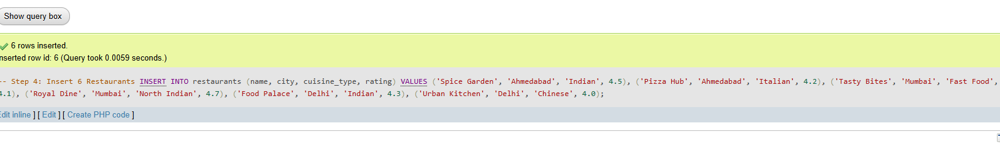 Show query box
6 rows inserted.
nserted row id: 6 (Query took 0.0059 seconds.)
-- Step 4: Insert 6 Restaurants INSERT INTO restaurants (name, city, cuisine_type, rating) VALUES ('Spice Garden', 'Ahmedabad', 'Indian', 4.5), ('Pizza Hub', 'Ahmedabad', 'Italian', 4.2), ('Tasty Bites', 'Mumbai', 'Fast Food',
4.1), ('Royal Dine', 'Mumbai', 'North Indian', 4.7), ('Food Palace', 'Delhi', 'Indian', 4.3), ('Urban Kitchen', 'Delhi', 'Chinese', 4.0);
Edit inline ] [ Edit ] [ Create PHP code ]